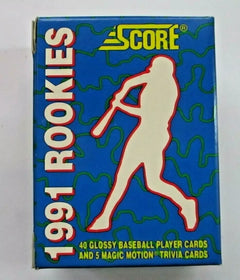 SCORE®
1991 ROOKIES
40 GLOSSY BASEBALL PLAYER CARDS
AND 5 MAGIC MOTION® TRIVIA CARDS